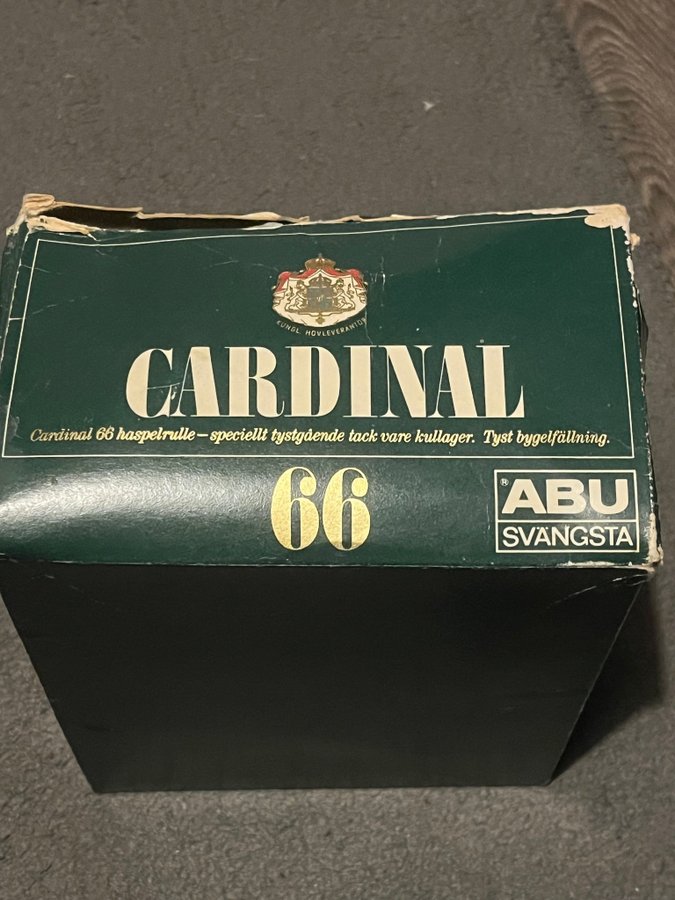 KUNGL. HOVLEVERANTÖR
CARDINAL
Cardinal 66 haspelrulle – speciellt tystgående tack vare kullager. Tyst bygelfällning.
66
® ABU
SVÄNGSTA